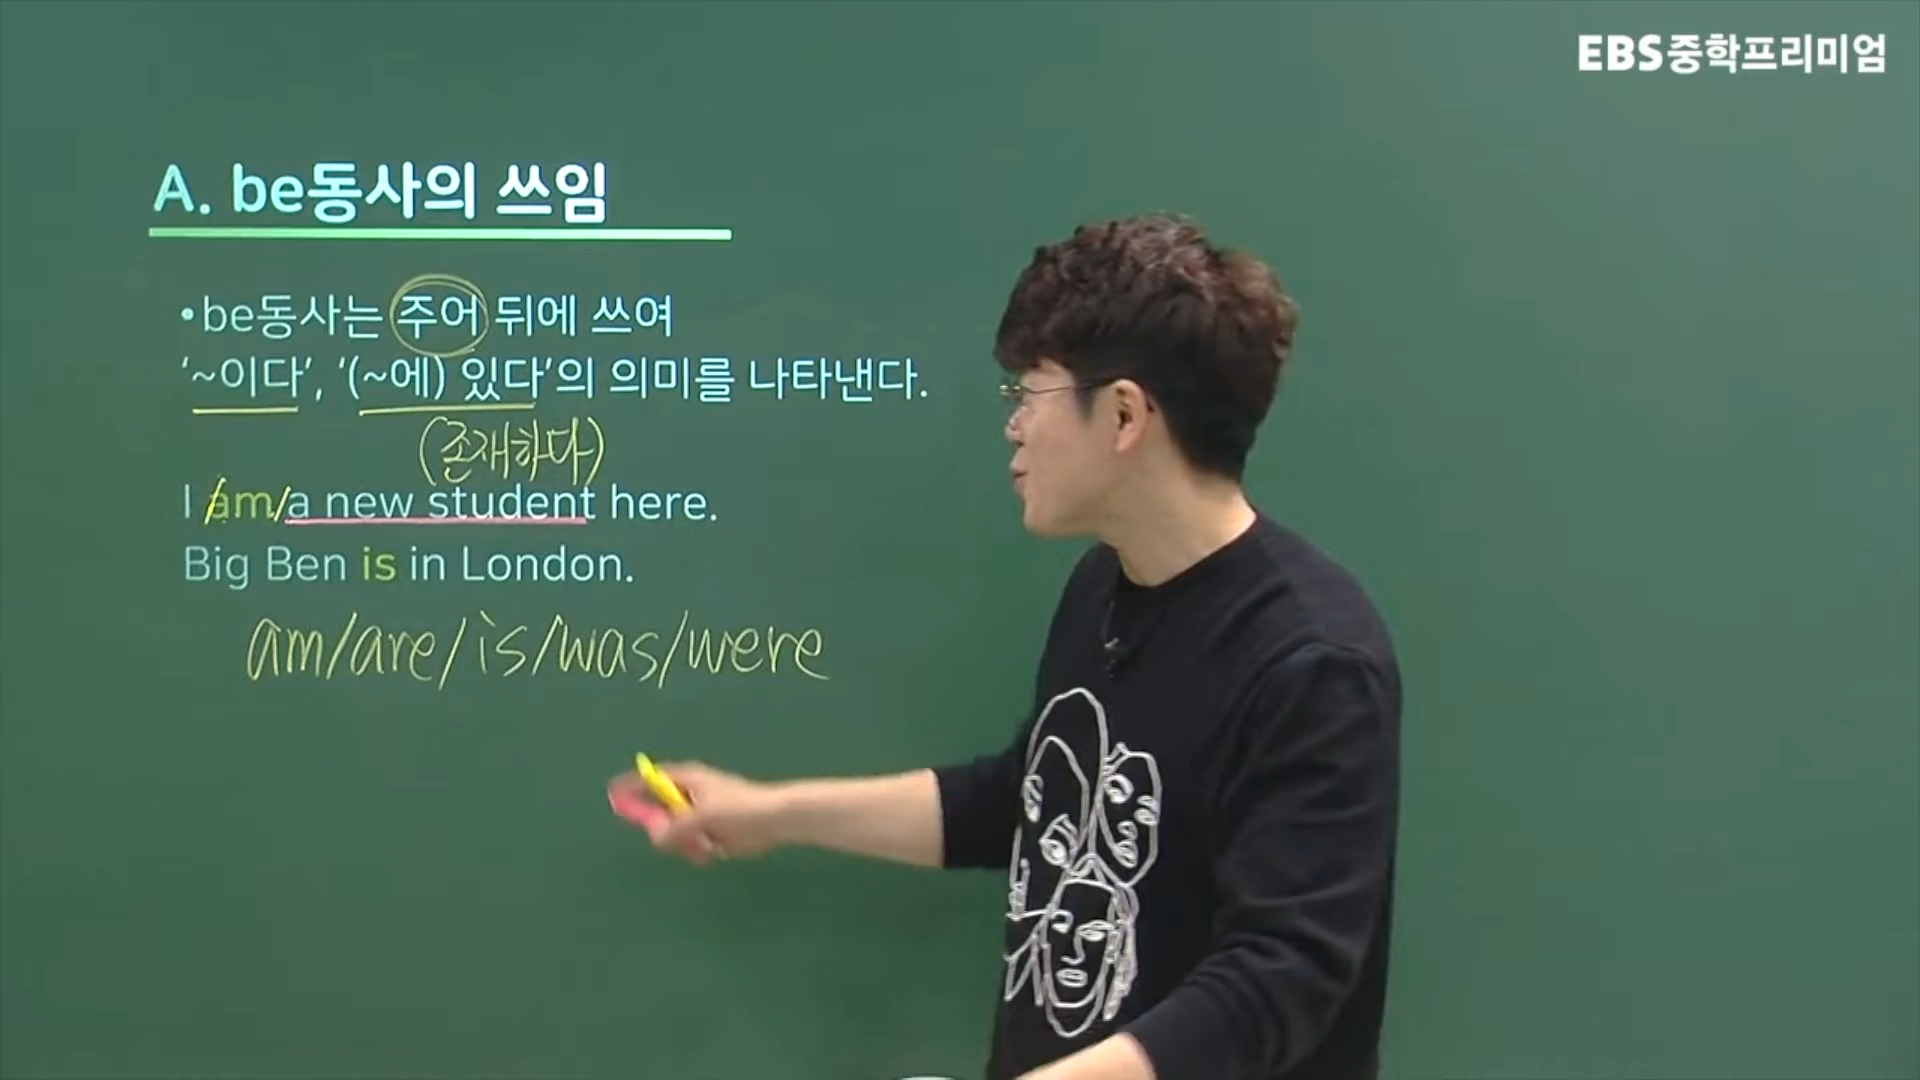 EBS중학프리미엄
A. be동사의 쓰임
•be동사는 주어 뒤에 쓰여
‘~이다’, ‘(~에) 있다’의 의미를 나타낸다.
(존재하다)
I am/a new student here.
Big Ben is in London.
am/are/is/was/were